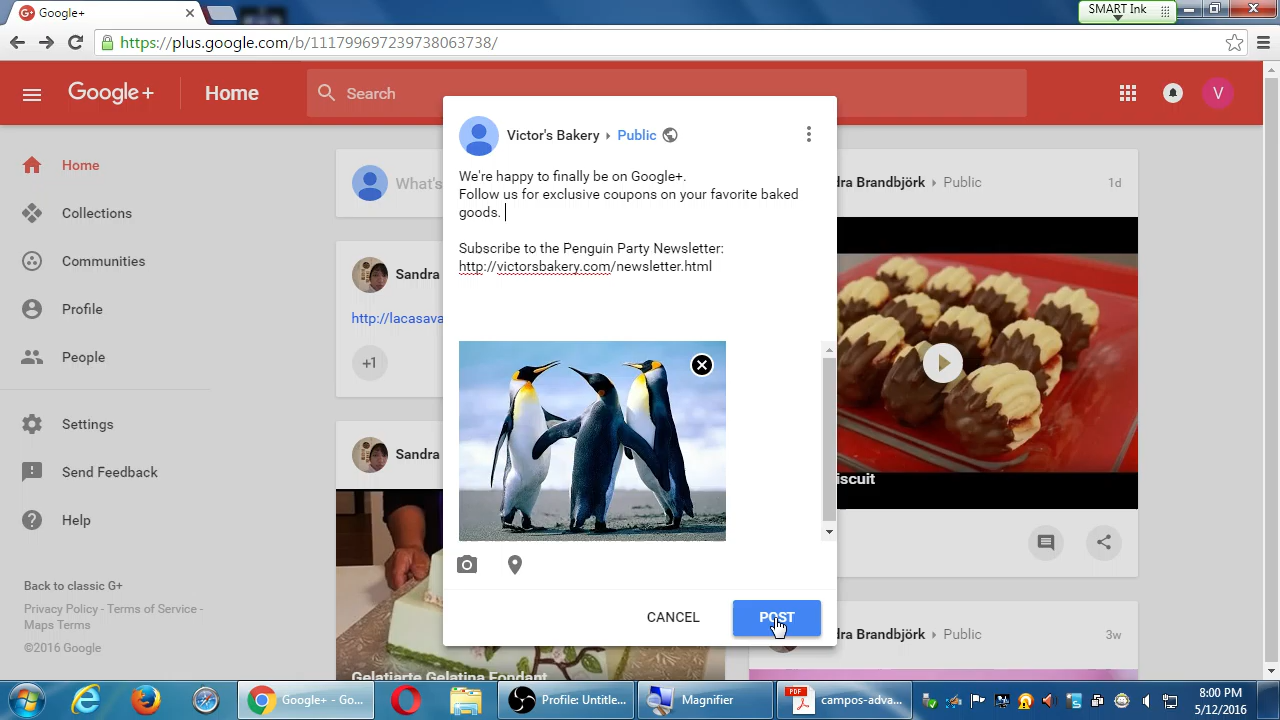 Google+
SMART Ink
https://plus.google.com/b/111799697239738063738/
Google+
Home
Search
V
Home
Collections
Communities
Profile
People
Settings
Send Feedback
Help
Back to classic G+
Privacy Policy - Terms of Service -
Maps Terms
©2016 Google
What's
Sandra
http://lacasava
+1
Sandra
Gelatiarte Gelatina Fondant
Victor's Bakery
Public
We're happy to finally be on Google+.
Follow us for exclusive coupons on your favorite baked
goods.
Subscribe to the Penguin Party Newsletter:
http://victorsbakery.com/newsletter.html
CANCEL
POST
dra Brandbjörk
Public
1d
iscuit
dra Brandbjörk
Public
3w
Google+ - Go...
Profile: Untitle...
Magnifier
PDF
campos-adva...
8:00 PM
5/12/2016